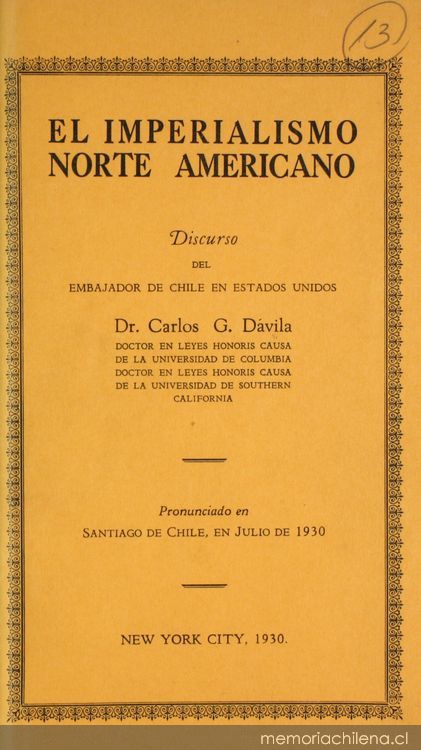 13
EL IMPERIALISMO
NORTE AMERICANO
Discurso
DEL
EMBAJADOR DE CHILE EN ESTADOS UNIDOS
Dr. Carlos G. Dávila
DOCTOR EN LEYES HONORIS CAUSA
DE LA UNIVERSIDAD DE COLUMBIA
DOCTOR EN LEYES HONORIS CAUSA
DE LA UNIVERSIDAD DE SOUTHERN
CALIFORNIA
Pronunciado en
SANTIAGO DE CHILE, EN JULIO DE 1930
NEW YORK CITY, 1930.
memoriachilena.cl